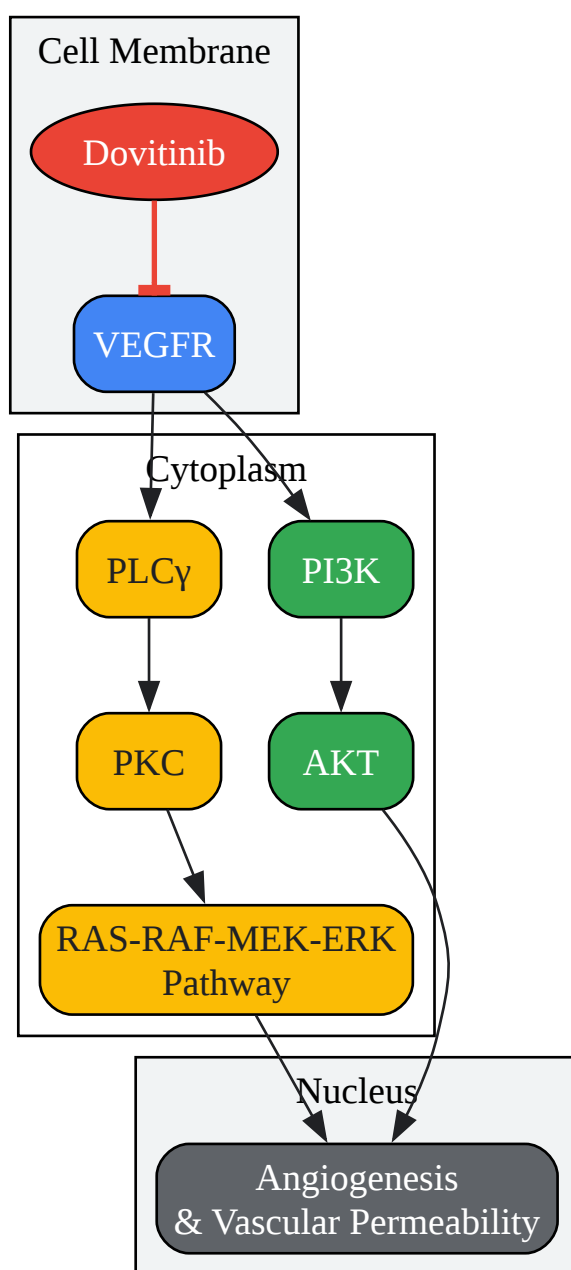 Cell Membrane
Dovitinib
VEGFR
Cytoplasm
PLCγ
PI3K
PKC
AKT
RAS-RAF-MEK-ERK
Pathway
Nucleus
Angiogenesis
& Vascular Permeability